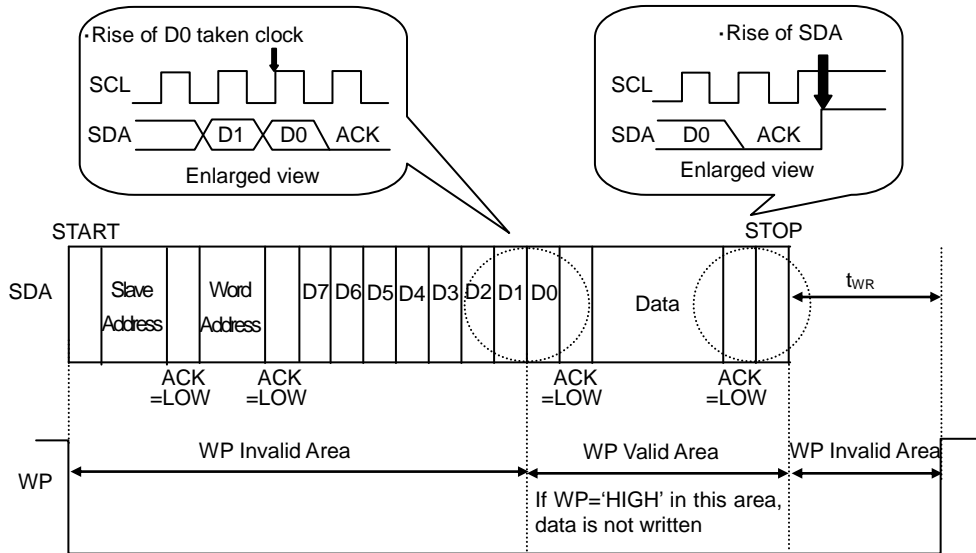 ・Rise of D0 taken clock
SCL
SDA D1 D0 ACK
Enlarged view
・Rise of SDA
SCL
SDA D0 ACK
Enlarged view
START STOP
SDA Slave Address Word Address D7 D6 D5 D4 D3 D2 D1 D0 Data tWR
ACK =LOW ACK =LOW ACK =LOW ACK =LOW
WP WP Invalid Area WP Valid Area WP Invalid Area
If WP=‘HIGH’ in this area,
data is not written